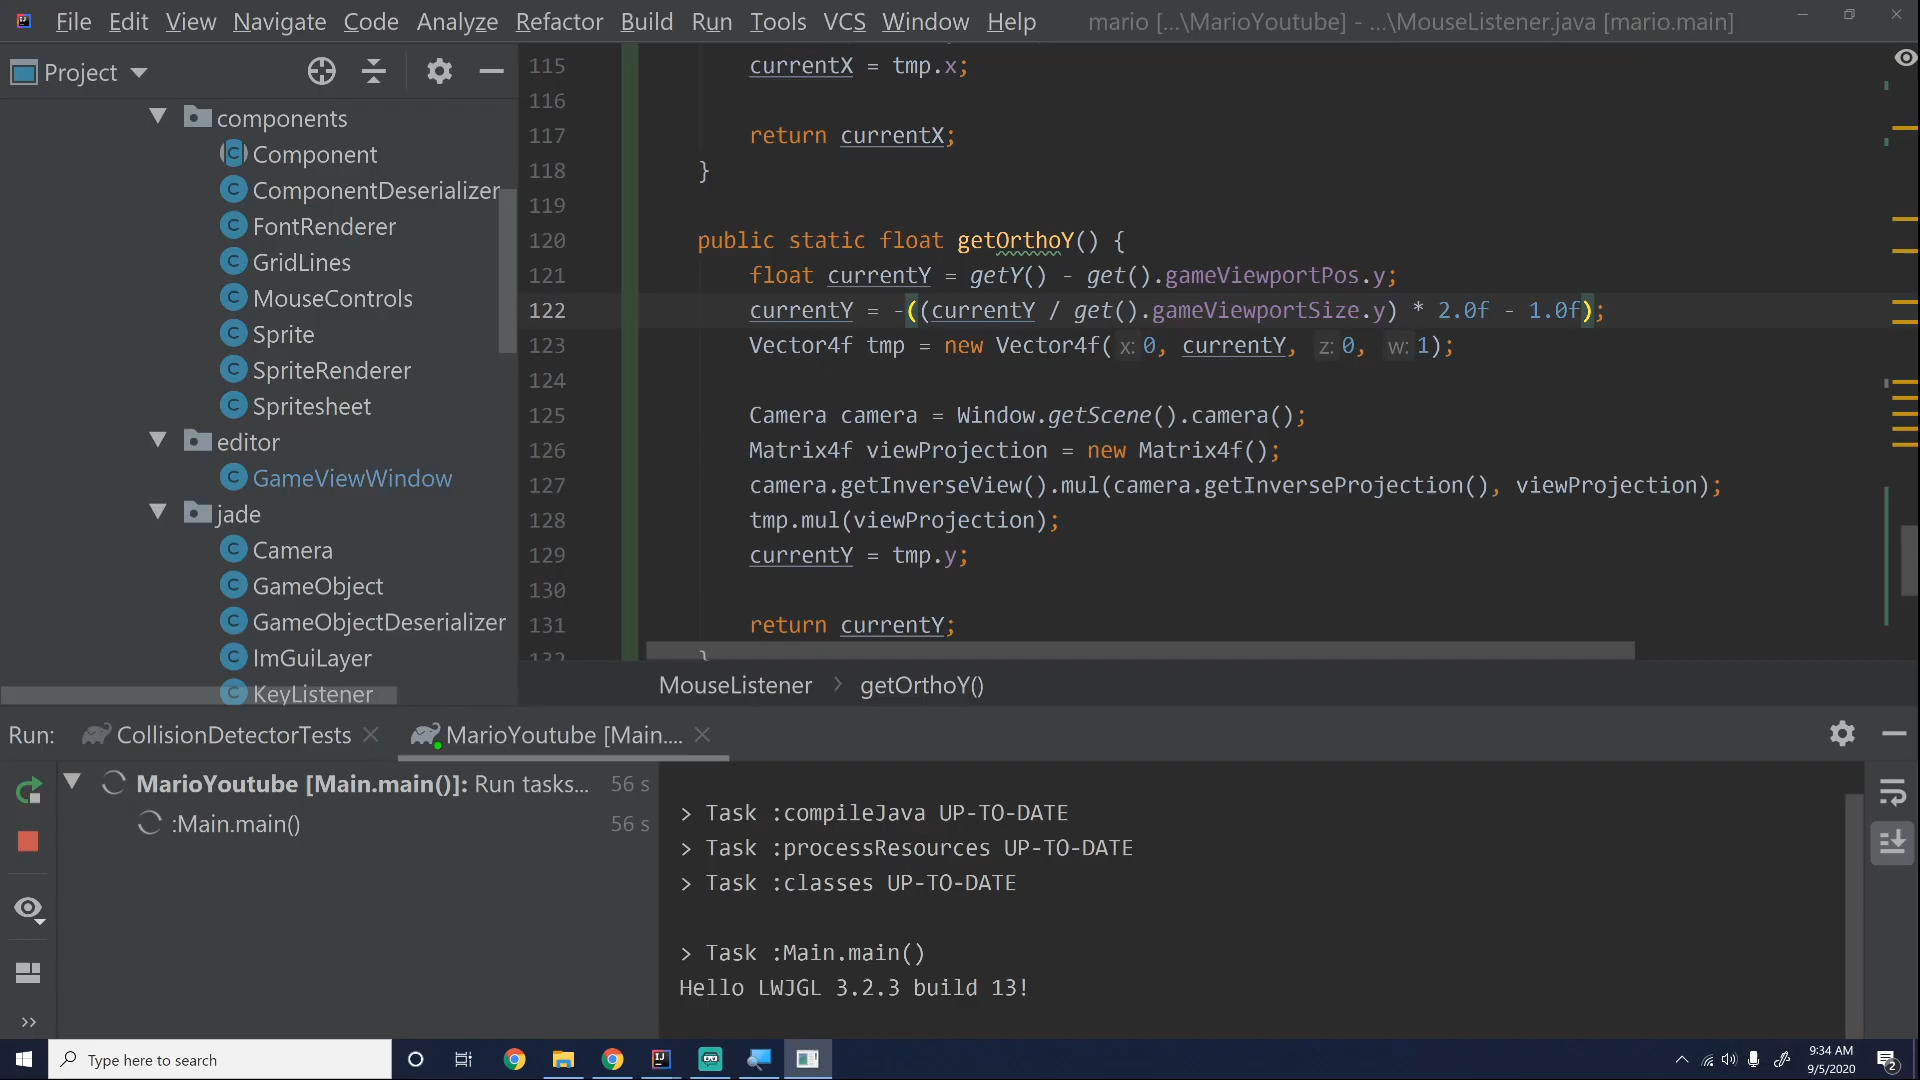 File Edit View Navigate Code Analyze Refactor Build Run Tools VCS Window Help mario [...\MarioYoutube] - ...\MouseListener.java [mario.main]
Project
components
Component
ComponentDeserializer
FontRenderer
GridLines
MouseControls
Sprite
SpriteRenderer
Spritesheet
editor
GameViewWindow
jade
Camera
GameObject
GameObjectDeserializer
ImGuiLayer
KeyListener
115 currentX = tmp.x;
116
117 return currentX;
118 }
119
120 public static float getOrthoY() {
121 float currentY = getY() - get().gameViewportPos.y;
122 currentY = -((currentY / get().gameViewportSize.y) * 2.0f - 1.0f);
123 Vector4f tmp = new Vector4f( x: 0, currentY, z: 0, w: 1);
124
125 Camera camera = Window.getScene().camera();
126 Matrix4f viewProjection = new Matrix4f();
127 camera.getInverseView().mul(camera.getInverseProjection(), viewProjection);
128 tmp.mul(viewProjection);
129 currentY = tmp.y;
130
131 return currentY;
132 }
MouseListener > getOrthoY()
Run: CollisionDetectorTests × MarioYoutube [Main.... ×
MarioYoutube [Main.main()]: Run tasks... 56 s
:Main.main() 56 s
> Task :compileJava UP-TO-DATE
> Task :processResources UP-TO-DATE
> Task :classes UP-TO-DATE
> Task :Main.main()
Hello LWJGL 3.2.3 build 13!
Type here to search
9:34 AM
9/5/2020
2